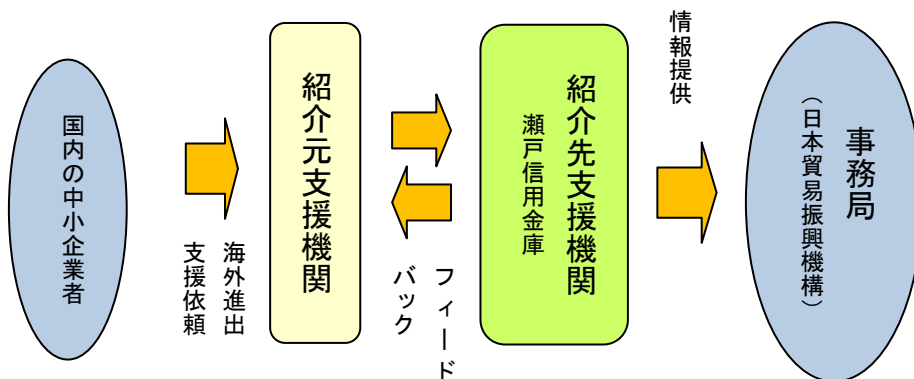 国内の中小企業者
海外進出
支援依頼
紹介元支援機関
フィード
バック
紹介先支援機関
瀬戸信用金庫
情報提供
事務局
（日本貿易振興機構）